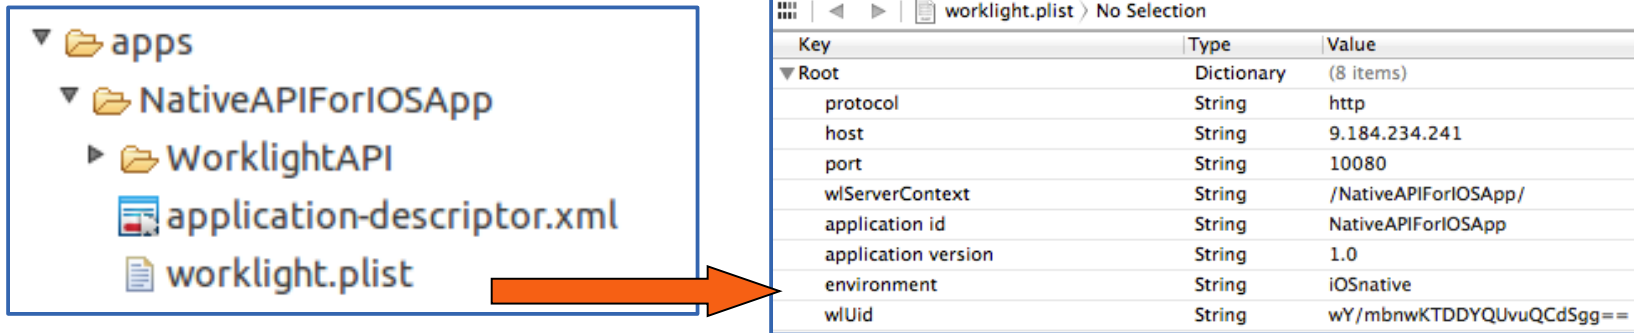 apps
NativeAPIForIOSApp
WorklightAPI
application-descriptor.xml
worklight.plist
worklight.plist No Selection
Key Type Value
Root Dictionary (8 items)
protocol String http
host String 9.184.234.241
port String 10080
wlServerContext String /NativeAPIForIOSApp/
application id String NativeAPIForIOSApp
application version String 1.0
environment String iOSnative
wlUid String wY/mbnwKTDDYQUvuQCdSgg==